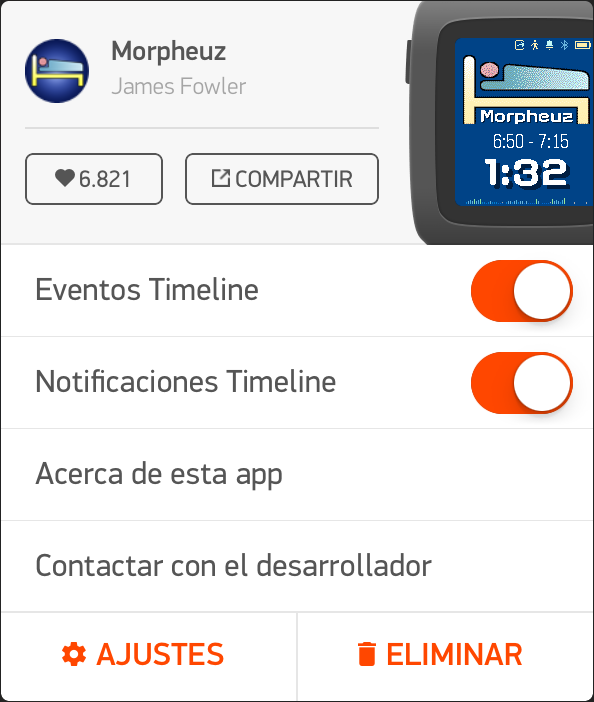 Morpheuz
James Fowler
6.821
COMPARTIR
Morpheuz
6:50 - 7:15
1:32
Eventos Timeline
Notificaciones Timeline
Acerca de esta app
Contactar con el desarrollador
AJUSTES
ELIMINAR